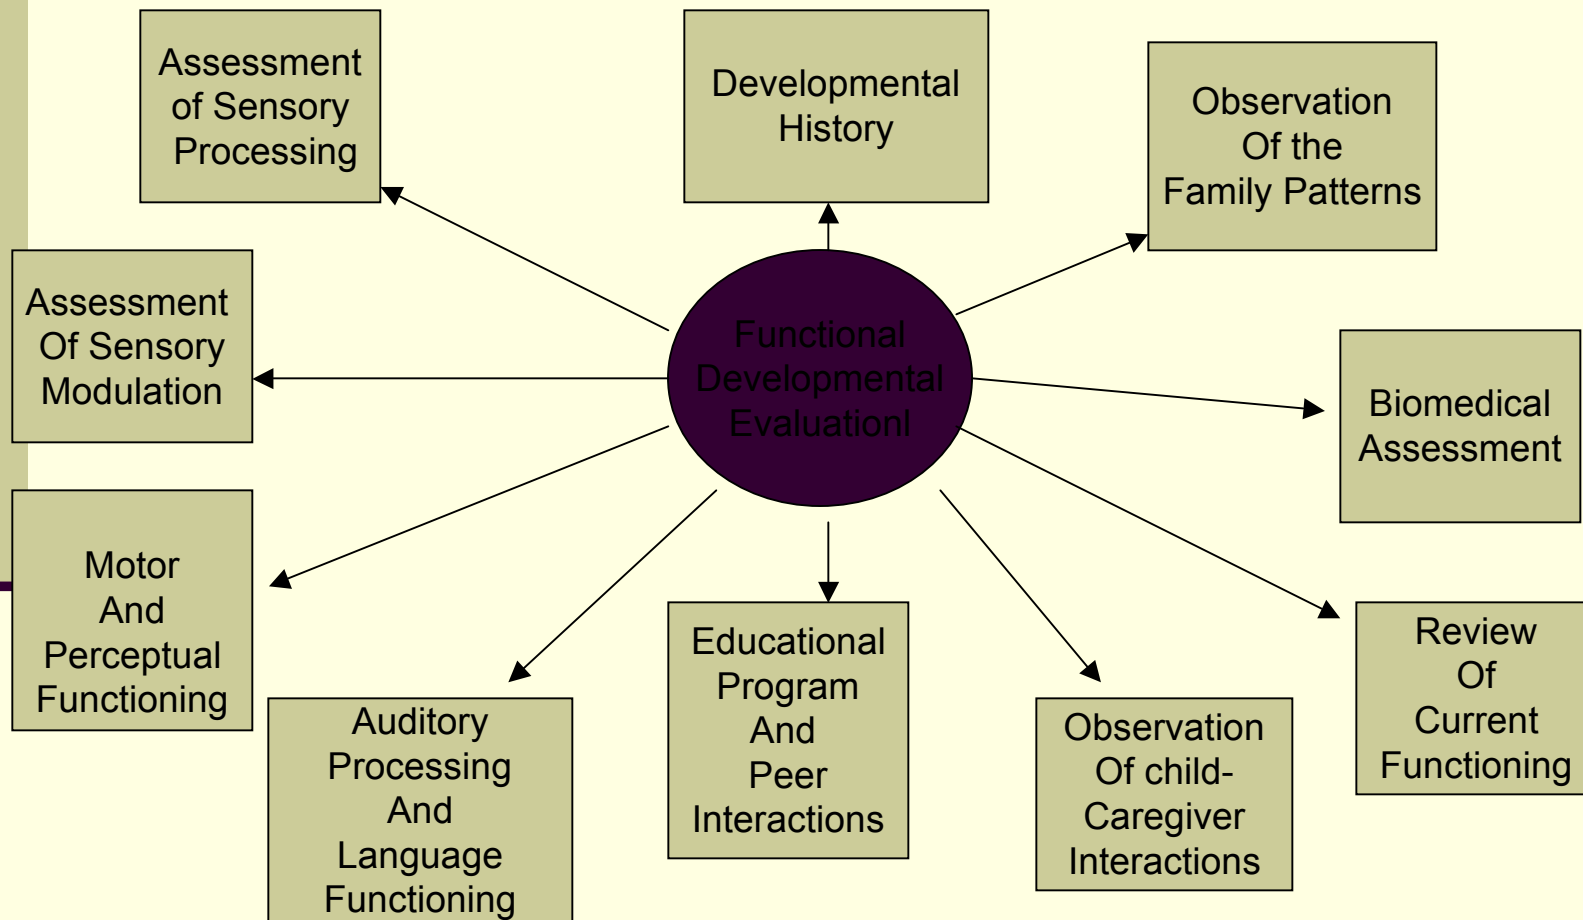 Assessment
of Sensory
Processing
Developmental
History
Observation
Of the
Family Patterns
Assessment
Of Sensory
Modulation
Functional
Developmental
Evaluationl
Biomedical
Assessment
Motor
And
Perceptual
Functioning
Auditory
Processing
And
Language
Functioning
Educational
Program
And
Peer
Interactions
Observation
Of child-
Caregiver
Interactions
Review
Of
Current
Functioning